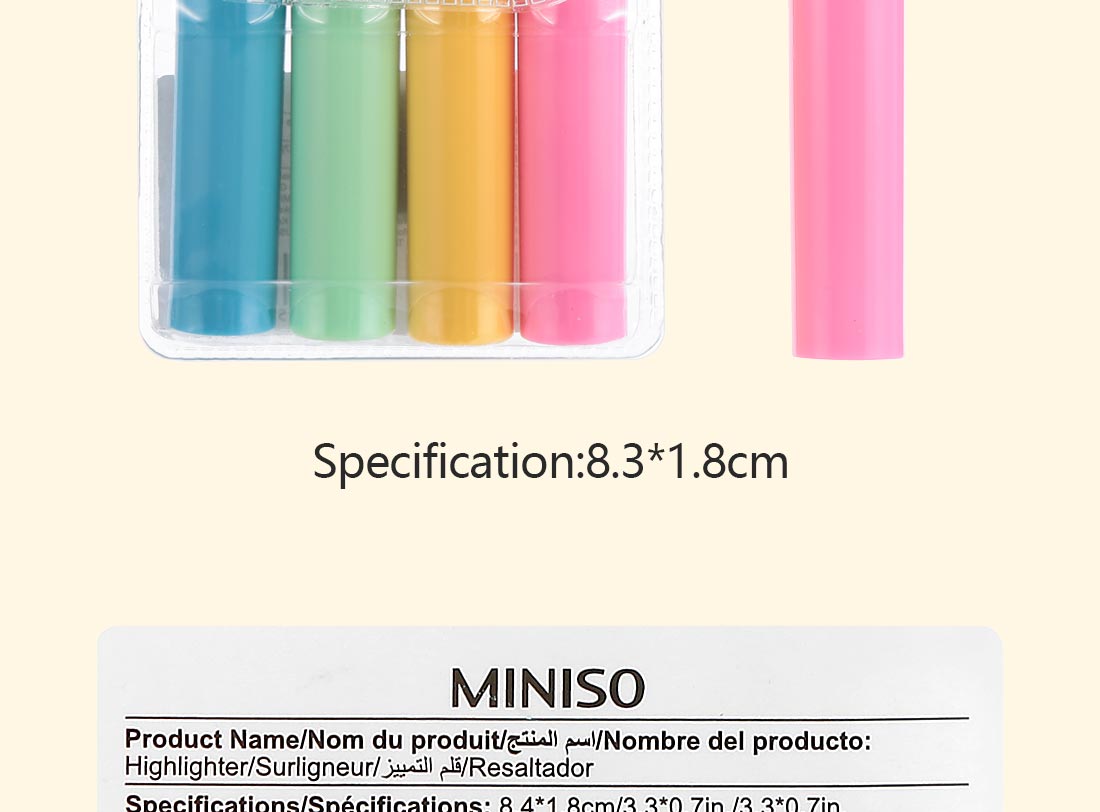 Specification:8.3*1.8cm
MINISO
Product Name/Nom du produit/اسم المنتج/Nombre del producto:
Highlighter/Surligneur/قلم التمييز/Resaltador
Specifications/Spécifications: 8.4*1.8cm/3.3*0.7in./3.3*0.7in.